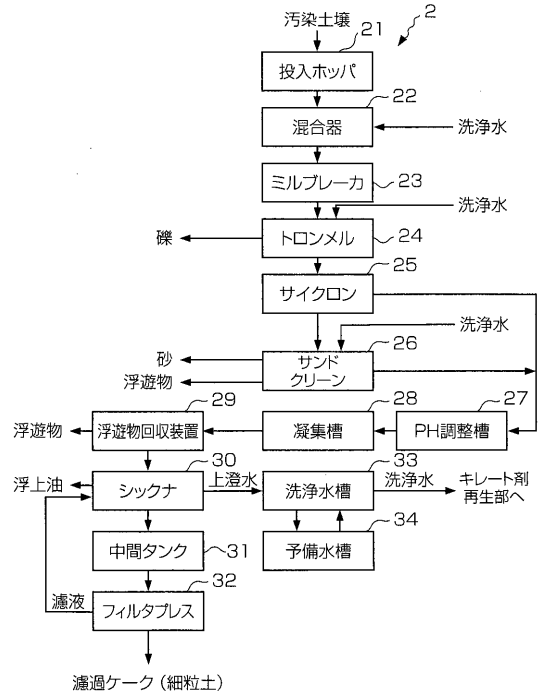 汚染土壌
2
21
投入ホッパ
22
混合器
洗浄水
ミルブレーカ
23
洗浄水
礫
トロンメル
24
25
サイクロン
洗浄水
26
砂
サンド
クリーン
浮遊物
29
28
27
浮遊物
浮遊物回収装置
凝集槽
PH調整槽
30
33
浮上油
シックナ
上澄水
洗浄水槽
洗浄水
キレート剤
再生部へ
34
中間タンク
31
予備水槽
32
濾液
フィルタプレス
濾過ケーク(細粒土)